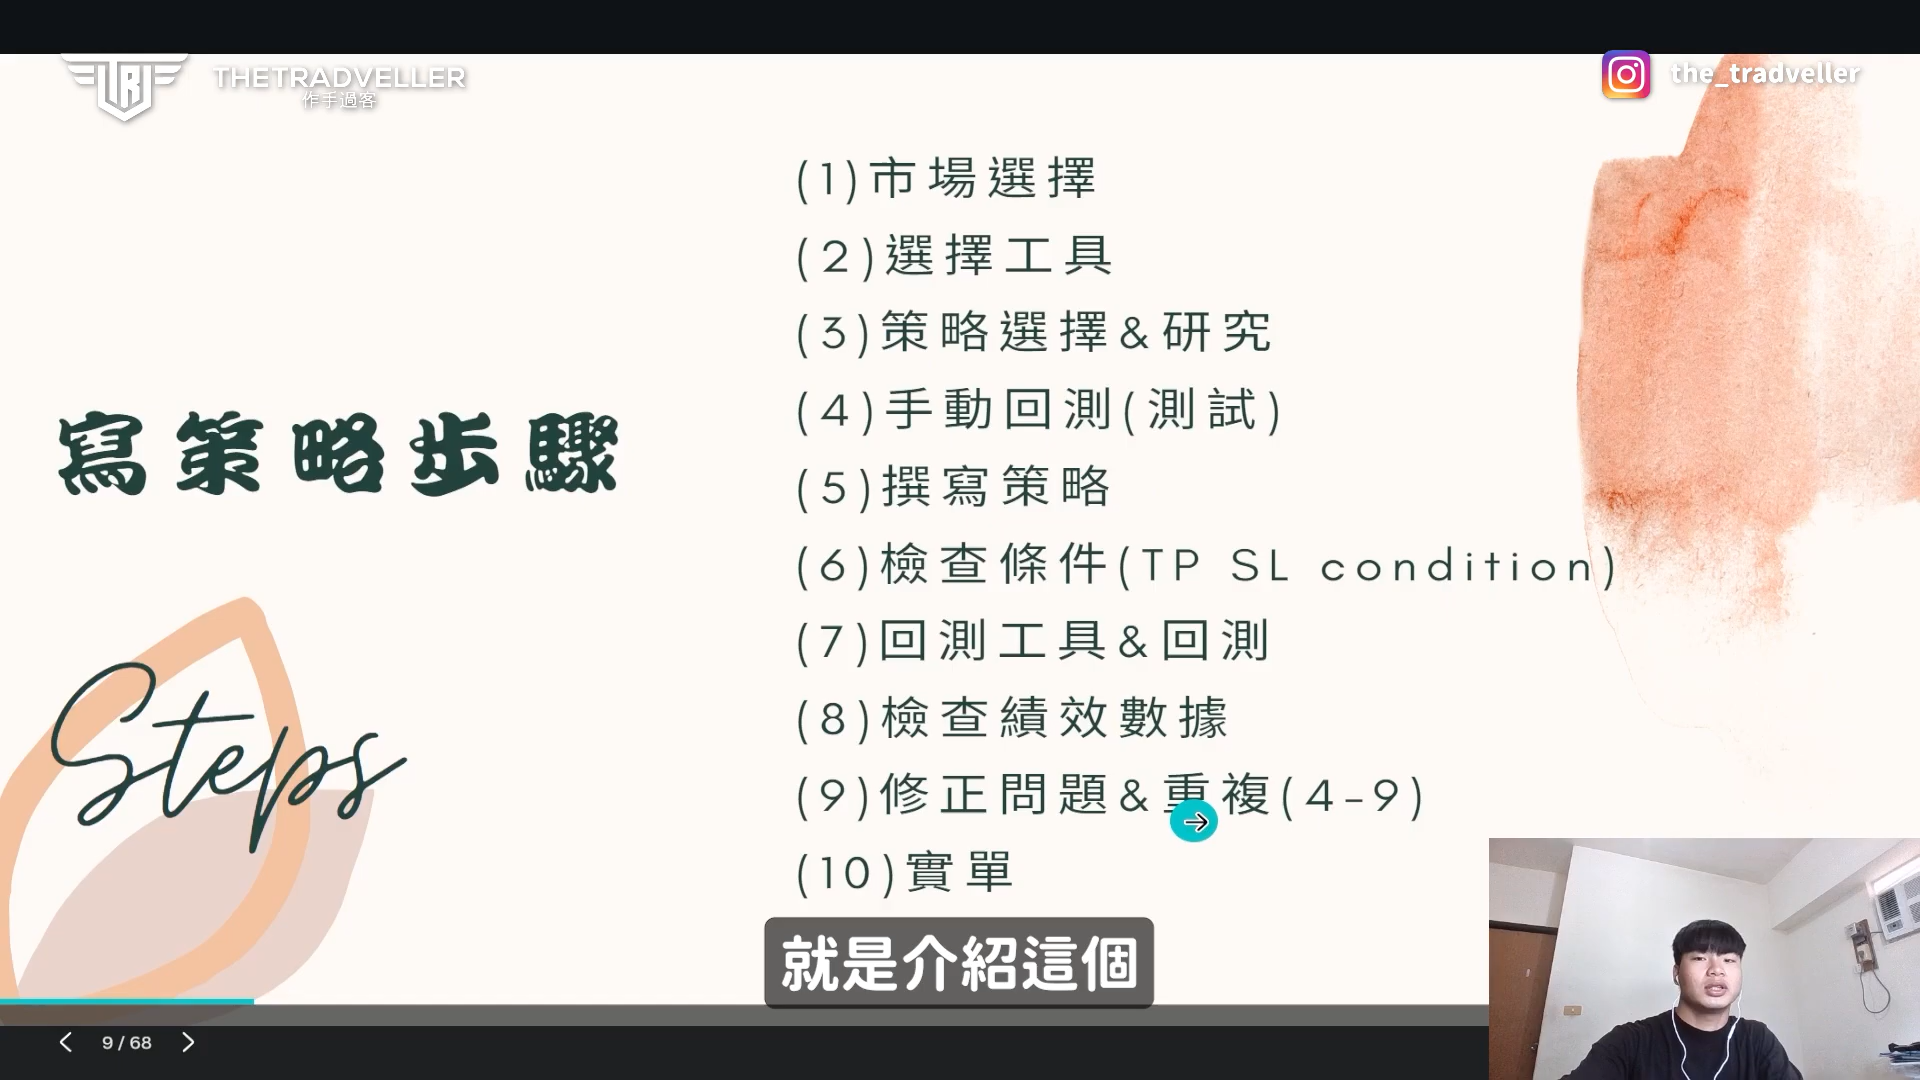 THETRADVELLER
作手過客
the_tradveller
寫策略步驟
Steps
(1)市場選擇
(2)選擇工具
(3)策略選擇&研究
(4)手動回測(測試)
(5)撰寫策略
(6)檢查條件(TP SL condition)
(7)回測工具&回測
(8)檢查績效數據
(9)修正問題&重複(4-9)
(10)實單
就是介紹這個
9 / 68